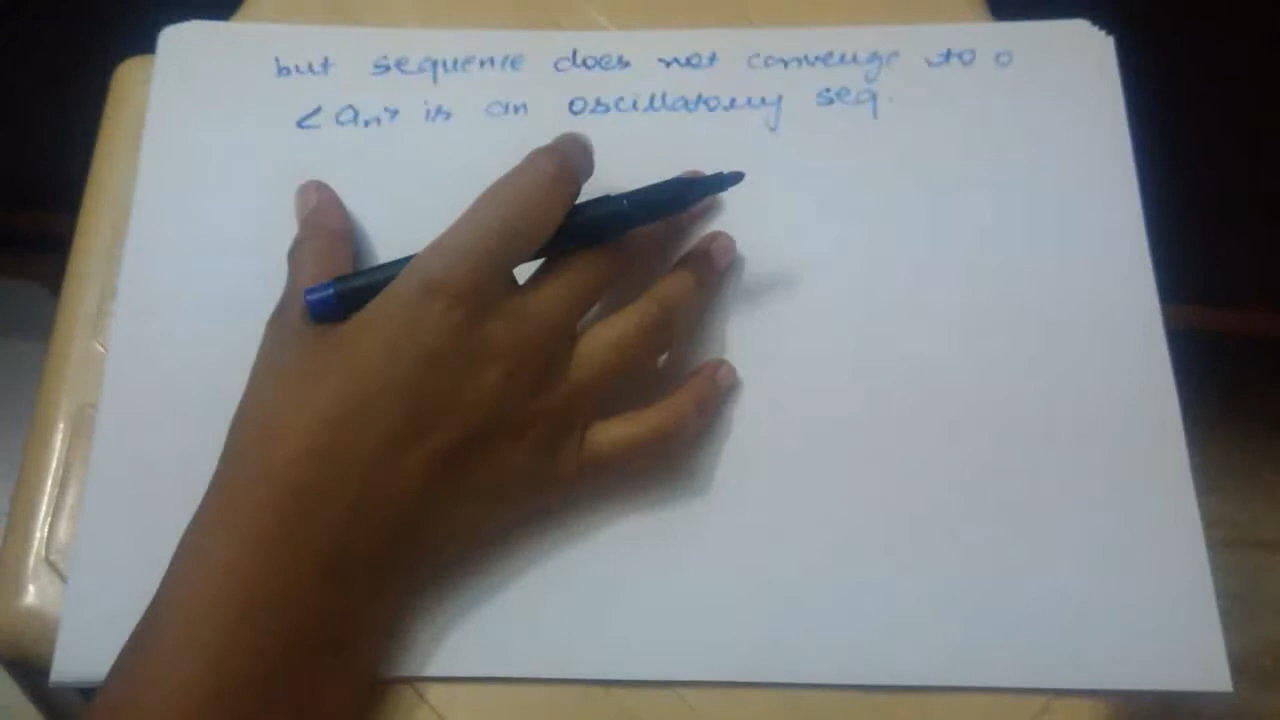 but sequence does not converge to 0
<an> is an oscillatory seq.